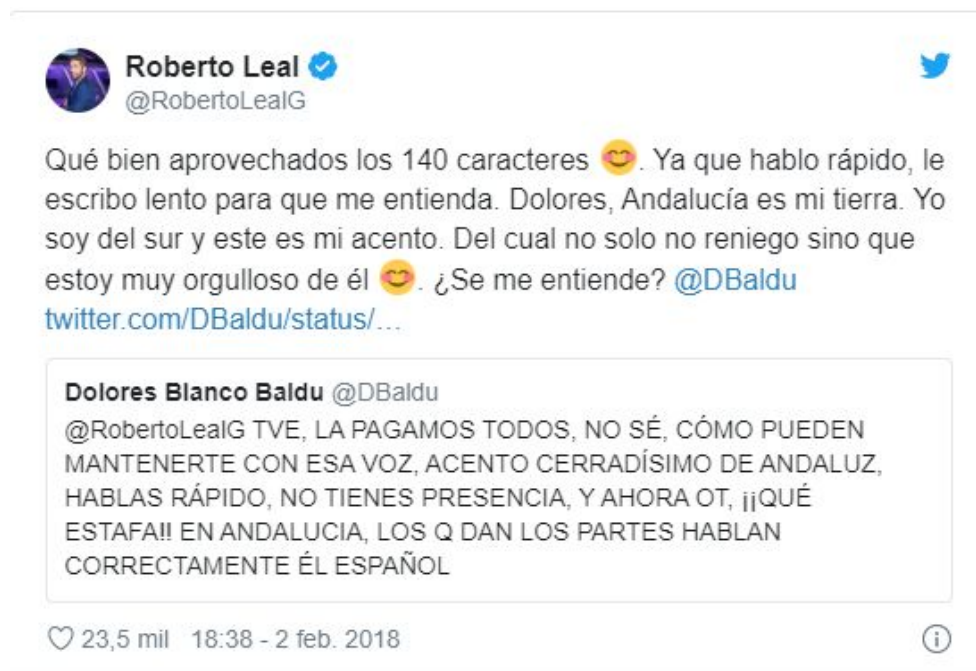 Roberto Leal
@RobertoLealG
Qué bien aprovechados los 140 caracteres 😊. Ya que hablo rápido, le
escribo lento para que me entienda. Dolores, Andalucía es mi tierra. Yo
soy del sur y este es mi acento. Del cual no solo no reniego sino que
estoy muy orgulloso de él 😊. ¿Se me entiende? @DBaldu
twitter.com/DBaldu/status/…
Dolores Blanco Baldu @DBaldu
@RobertoLealG TVE, LA PAGAMOS TODOS, NO SÉ, CÓMO PUEDEN
MANTENERTE CON ESA VOZ, ACENTO CERRADÍSIMO DE ANDALUZ,
HABLAS RÁPIDO, NO TIENES PRESENCIA, Y AHORA OT, ¡¡QUÉ
ESTAFA!! EN ANDALUCIA, LOS Q DAN LOS PARTES HABLAN
CORRECTAMENTE ÉL ESPAÑOL
23,5 mil 18:38 - 2 feb. 2018